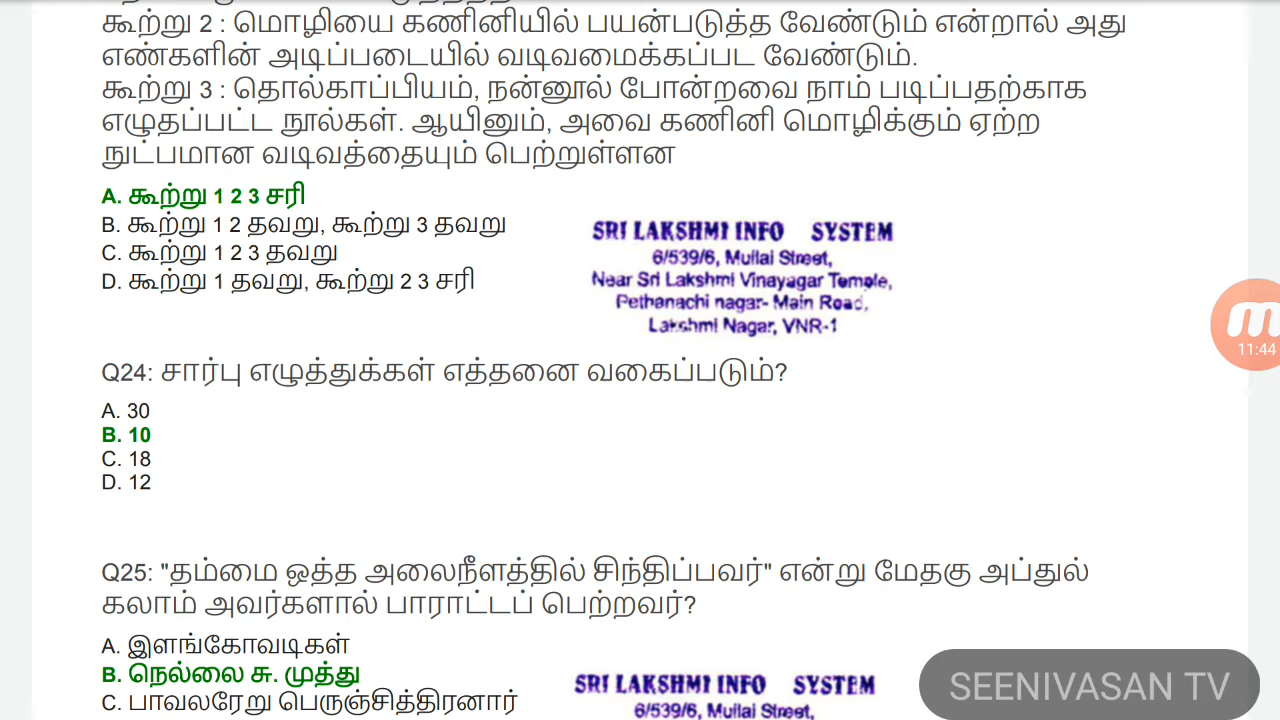 கூற்று 2 : மொழியை கணினியில் பயன்படுத்த வேண்டும் என்றால் அது
எண்களின் அடிப்படையில் வடிவமைக்கப்பட வேண்டும்.
கூற்று 3 : தொல்காப்பியம், நன்னூல் போன்றவை நாம் படிப்பதற்காக
எழுதப்பட்ட நூல்கள். ஆயினும், அவை கணினி மொழிக்கும் ஏற்ற
நுட்பமான வடிவத்தையும் பெற்றுள்ளன
A. கூற்று 1 2 3 சரி
B. கூற்று 1 2 தவறு, கூற்று 3 தவறு
C. கூற்று 1 2 3 தவறு
D. கூற்று 1 தவறு, கூற்று 2 3 சரி
SRI LAKSHMI INFO SYSTEM
6/539/6, Mullai Street,
Near Sri Lakshmi Vinayagar Temple,
Pethanachi nagar- Main Road,
Lakshmi Nagar, VNR-1
11:44
Q24: சார்பு எழுத்துக்கள் எத்தனை வகைப்படும்?
A. 30
B. 10
C. 18
D. 12
Q25: "தம்மை ஒத்த அலைநீளத்தில் சிந்திப்பவர்" என்று மேதகு அப்துல்
கலாம் அவர்களால் பாராட்டப் பெற்றவர்?
A. இளங்கோவடிகள்
B. நெல்லை சு. முத்து
C. பாவலரேறு பெருஞ்சித்திரனார்
SRI LAKSHMI INFO SYSTEM
6/539/6, Mullai Street,
SEENIVASAN TV